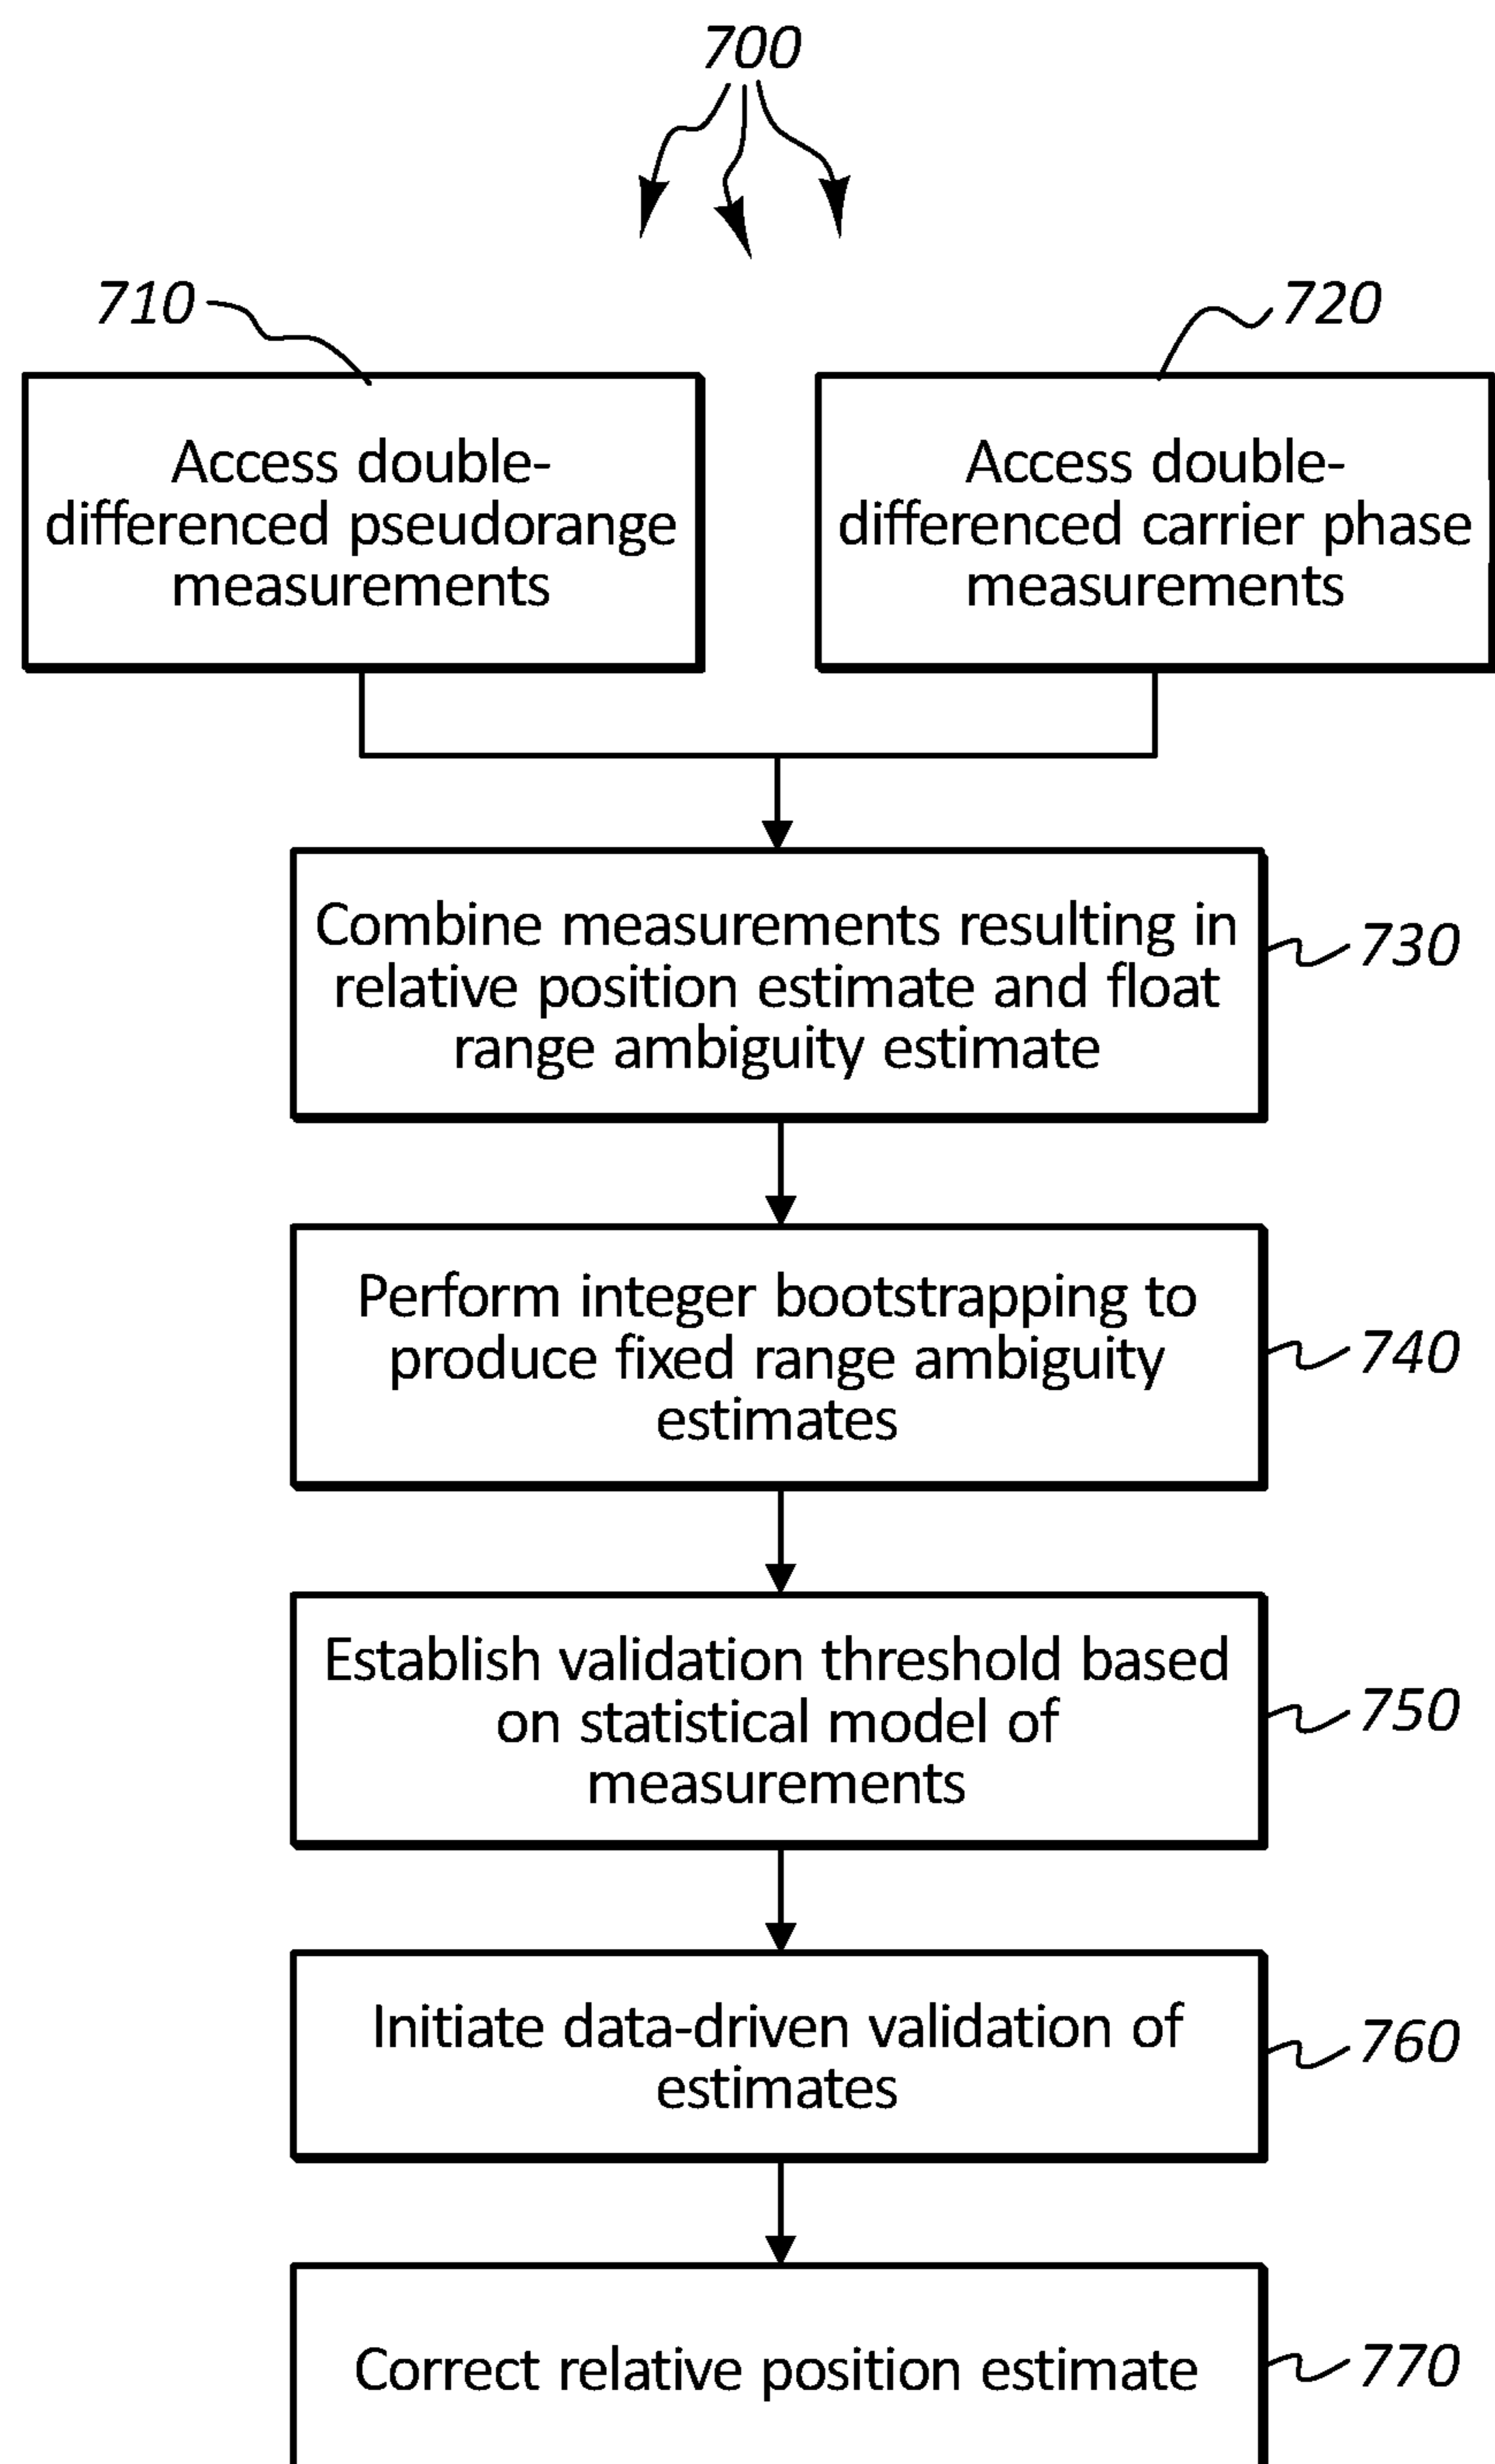 700
710
720
Access double-
differenced pseudorange
measurements
Access double-
differenced carrier phase
measurements
Combine measurements resulting in
relative position estimate and float
range ambiguity estimate
730
Perform integer bootstrapping to
produce fixed range ambiguity
estimates
740
Establish validation threshold based
on statistical model of
measurements
750
Initiate data-driven validation of
estimates
760
Correct relative position estimate
770